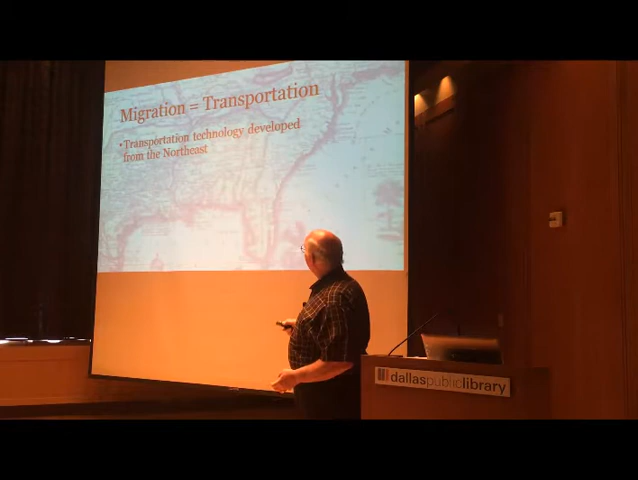 Migration = Transportation
• Transportation technology developed
from the Northeast
dallaspubliclibrary